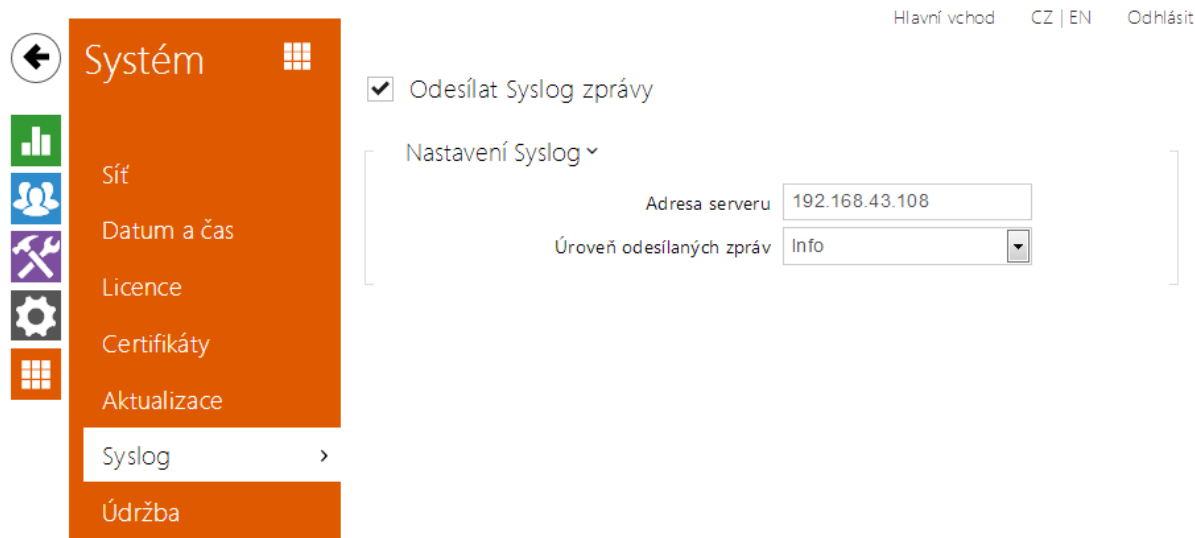 Hlavní vchod CZ | EN Odhlásit
Systém
Síť
Datum a čas
Licence
Certifikáty
Aktualizace
Syslog
Údržba
Odesílat Syslog zprávy
Nastavení Syslog
Adresa serveru 192.168.43.108
Úroveň odesílaných zpráv Info